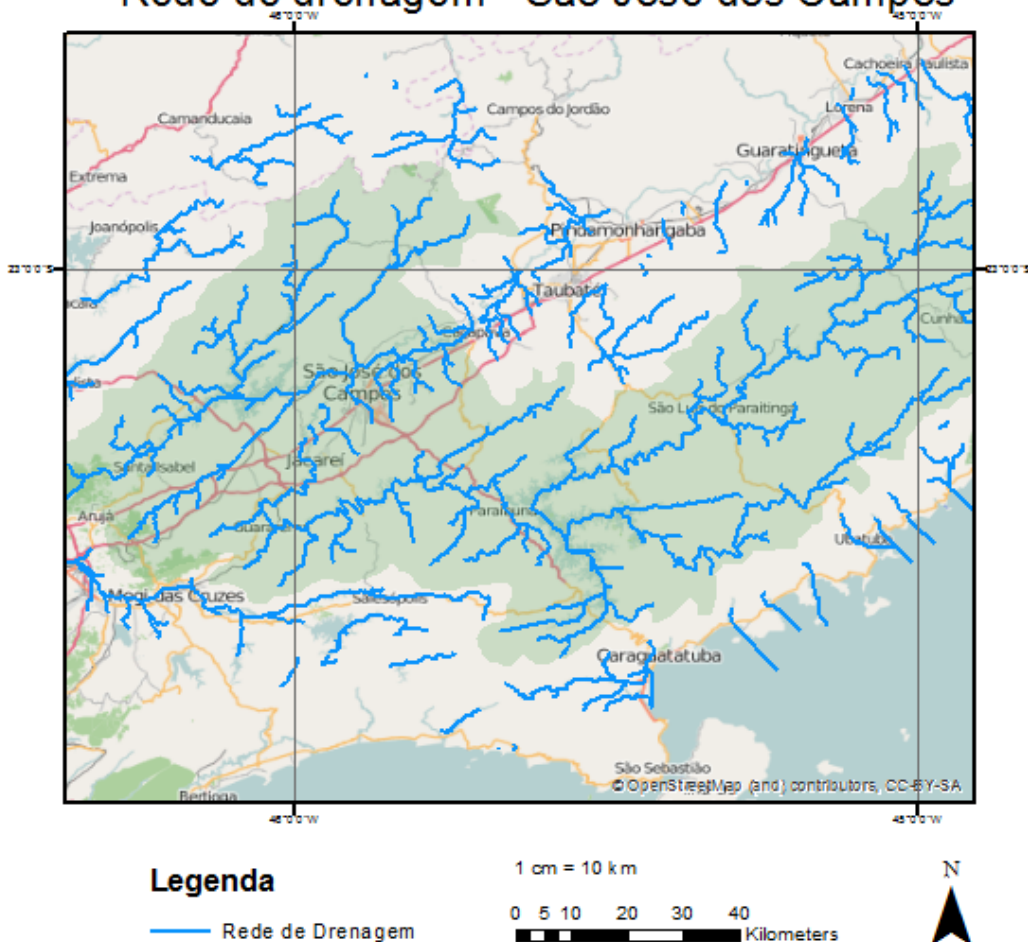 Rede de drenagem - São José dos Campos
46°0'0"W
45°0'0"W
Cachoeira Paulista
Campos do Jordão
Lorena
Camanducaia
Guaratinguetá
Extrema
Joanópolis
Pindamonhangaba
23°0'0"S
23°0'0"S
Taubaté
Cunha
Caçapava
São José dos
Campos
São Luiz do Paraitinga
Jacareí
Santa Isabel
Arujá
Paraibuna
Guararema
Ubatuba
Mogi das Cruzes
Salesópolis
Caraguatatuba
São Sebastião
© OpenStreetMap (and) contributors, CC-BY-SA
Bertioga
46°0'0"W
45°0'0"W
1 cm = 10 km
N
Legenda
Rede de Drenagem
0 5 10 20 30 40
Kilometers